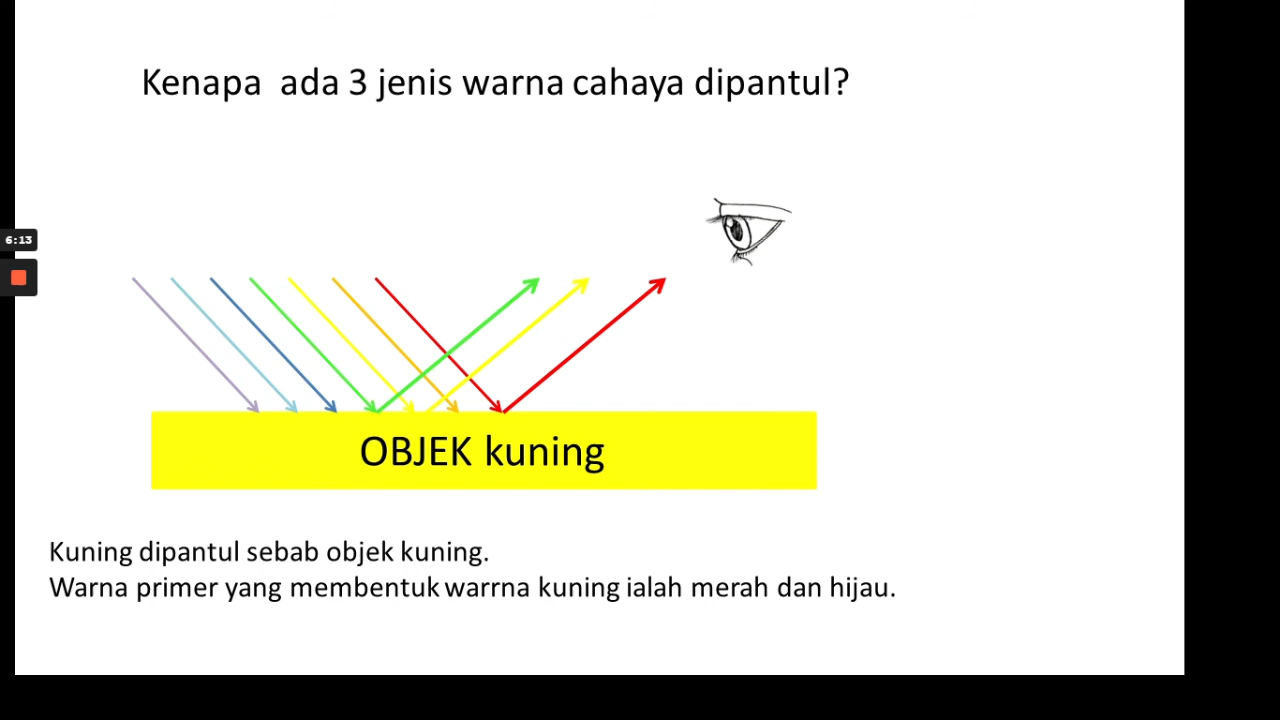 Kenapa ada 3 jenis warna cahaya dipantul?
6:13
OBJEK kuning
Kuning dipantul sebab objek kuning.
Warna primer yang membentuk warrna kuning ialah merah dan hijau.